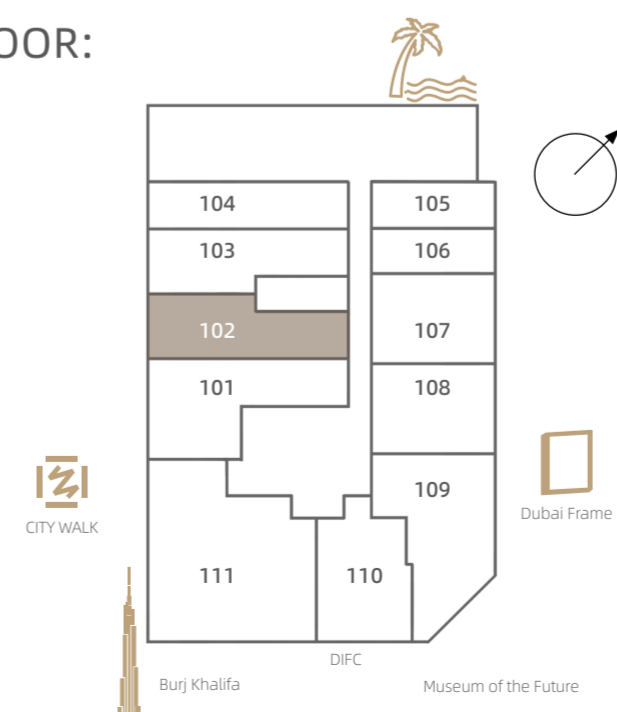 OOR:
104
105
103
106
102
107
101
108
109
CITY WALK
Dubai Frame
111
110
DIFC
Burj Khalifa
Museum of the Future